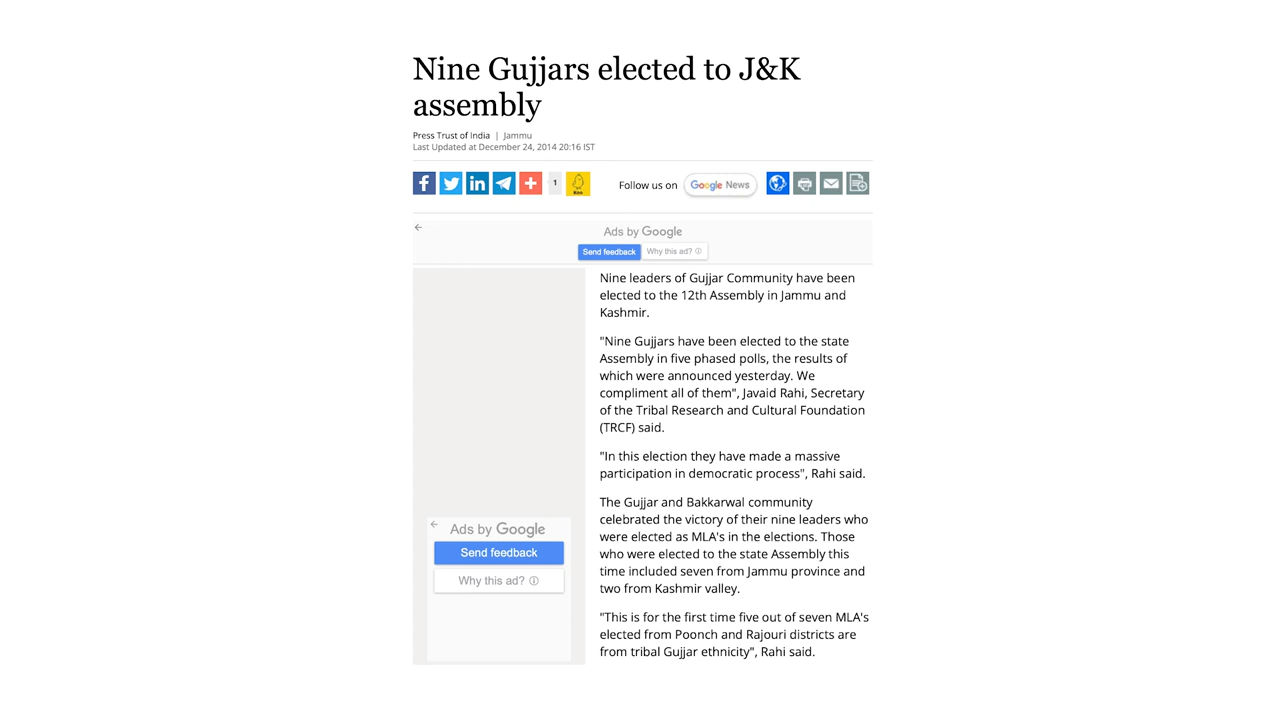 Nine Gujjars elected to J&K
assembly
Press Trust of India | Jammu
Last Updated at December 24, 2014 20:16 IST
1
Koo
Follow us on
Google News
Ads by Google
Send feedback Why this ad?
Nine leaders of Gujjar Community have been
elected to the 12th Assembly in Jammu and
Kashmir.
"Nine Gujjars have been elected to the state
Assembly in five phased polls, the results of
which were announced yesterday. We
compliment all of them", Javaid Rahi, Secretary
of the Tribal Research and Cultural Foundation
(TRCF) said.
"In this election they have made a massive
participation in democratic process", Rahi said.
The Gujjar and Bakkarwal community
celebrated the victory of their nine leaders who
were elected as MLA's in the elections. Those
who were elected to the state Assembly this
time included seven from Jammu province and
two from Kashmir valley.
"This is for the first time five out of seven MLA's
elected from Poonch and Rajouri districts are
from tribal Gujjar ethnicity", Rahi said.
Ads by Google
Send feedback
Why this ad?